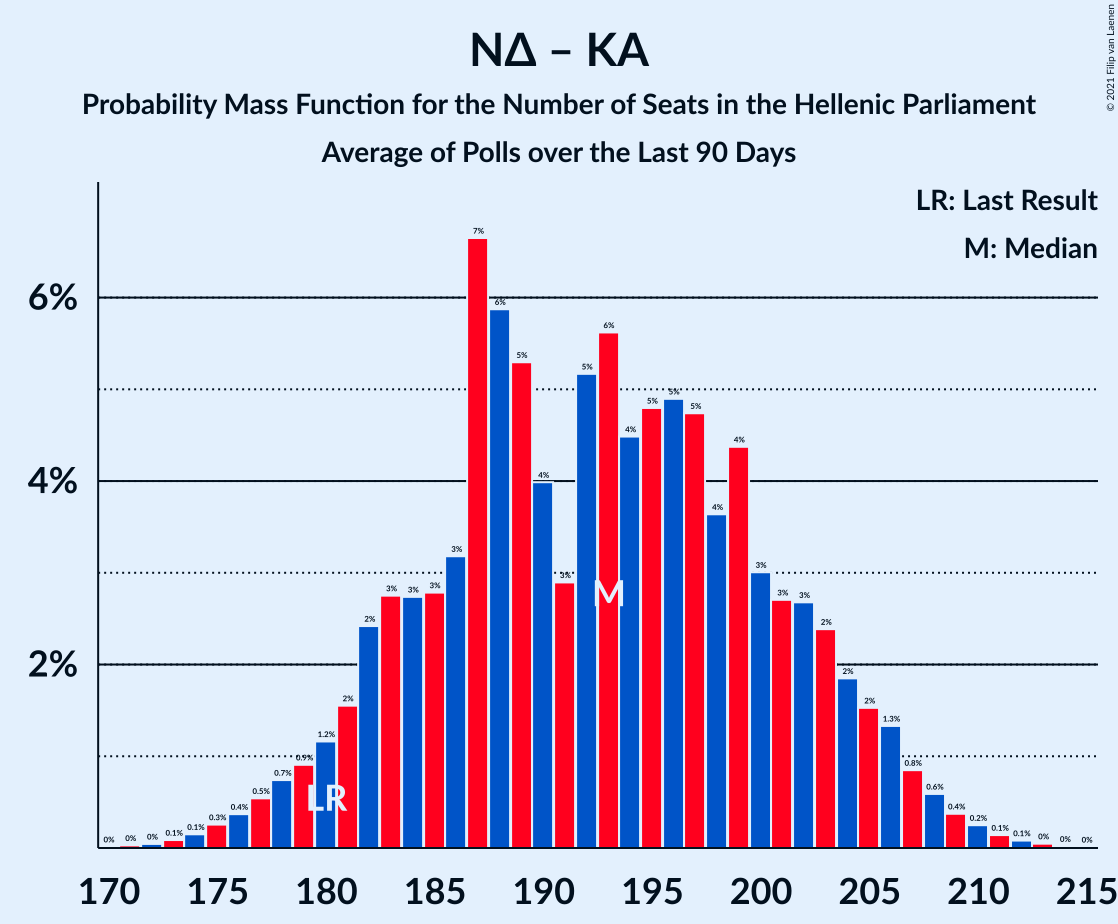 © 2021 Filip van Laenen
ΝΔ – ΚΑ
Probability Mass Function for the Number of Seats in the Hellenic Parliament
Average of Polls over the Last 90 Days
LR: Last Result
M: Median
6%
4%
2%
0% 0% 0% 0.1% 0.1% 0.3% 0.4% 0.5% 0.7% 0.9% 1.2% 2% 2% 3% 3% 3% 3% 7% 6% 5% 4% 3% 5% 6% 4% 5% 5% 5% 4% 4% 3% 3% 3% 2% 2% 2% 1.3% 0.8% 0.6% 0.4% 0.2% 0.1% 0.1% 0% 0% 0%
LR
M
170 175 180 185 190 195 200 205 210 215